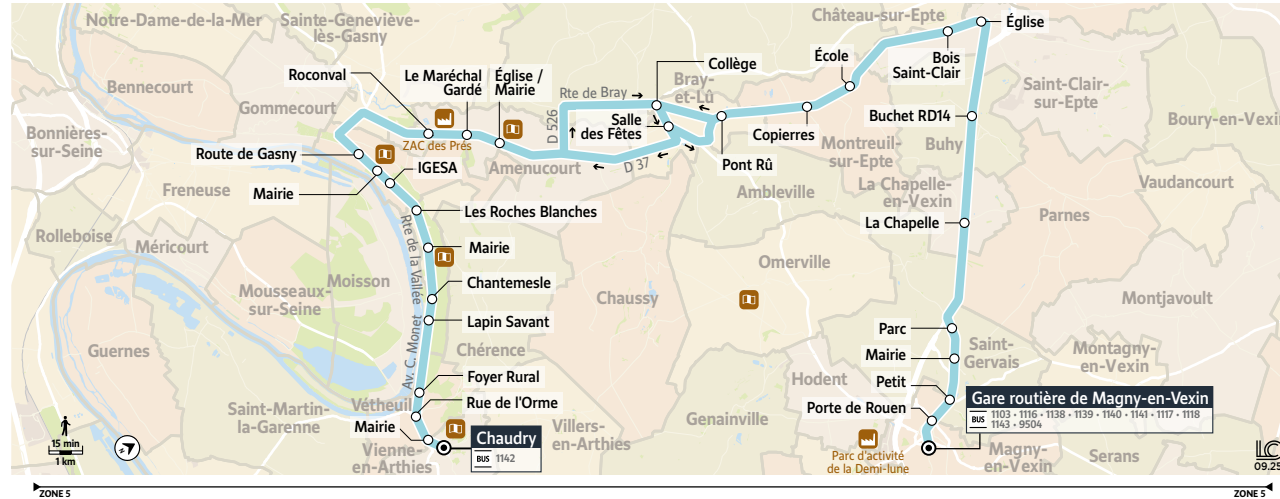 Notre-Dame-de-la-Mer
Sainte-Geneviève-
lès-Gasny
Château-sur-Epte
Église
Bois
Saint-Clair
École
Collège
Bray-
et-Lû
Roconval
Le Maréchal
Gardé
Église /
Mairie
Rte de Bray
D 526
Bennecourt
Gommecourt
Saint-Clair-
sur-Epte
Buchet RD14
Boury-en-Vexin
Salle
des Fêtes
Copierres
Bonnières-
sur-Seine
ZAC des Prés
Montreuil-
sur-Epte
Buhy
Route de Gasny
IGESA
Amenucourt
D 37
Pont Rû
Mairie
Freneuse
Ambleville
La Chapelle-
en-Vexin
Vaudancourt
Les Roches Blanches
Parnes
La Chapelle
Rolleboise
Méricourt
Rte de la Vallée
Mairie
Moisson
Omerville
Mousseaux-
sur-Seine
Chantemesle
Chaussy
Montjavoult
Lapin Savant
Av. C. Monet
Parc
Saint-
Gervais
Mairie
Montagny-
en-Vexin
Guernes
Chérence
Hodent
Foyer Rural
Petit
Vétheuil
Rue de l'Orme
Saint-Martin-
la-Garenne
Genainville
Porte de Rouen
Gare routière de Magny-en-Vexin
BUS
1103 • 1116 • 1138 • 1139 • 1140 • 1141 • 1117 • 1118
1143 • 9504
Villers-
en-Arthies
Mairie
Chaudry
BUS 1142
Vienne-
en-Arthies
Parc d'activité
de la Demi-lune
Magny-
en-Vexin
Serans
15 min
1 km
LC
09.25
ZONE 5
ZONE 5